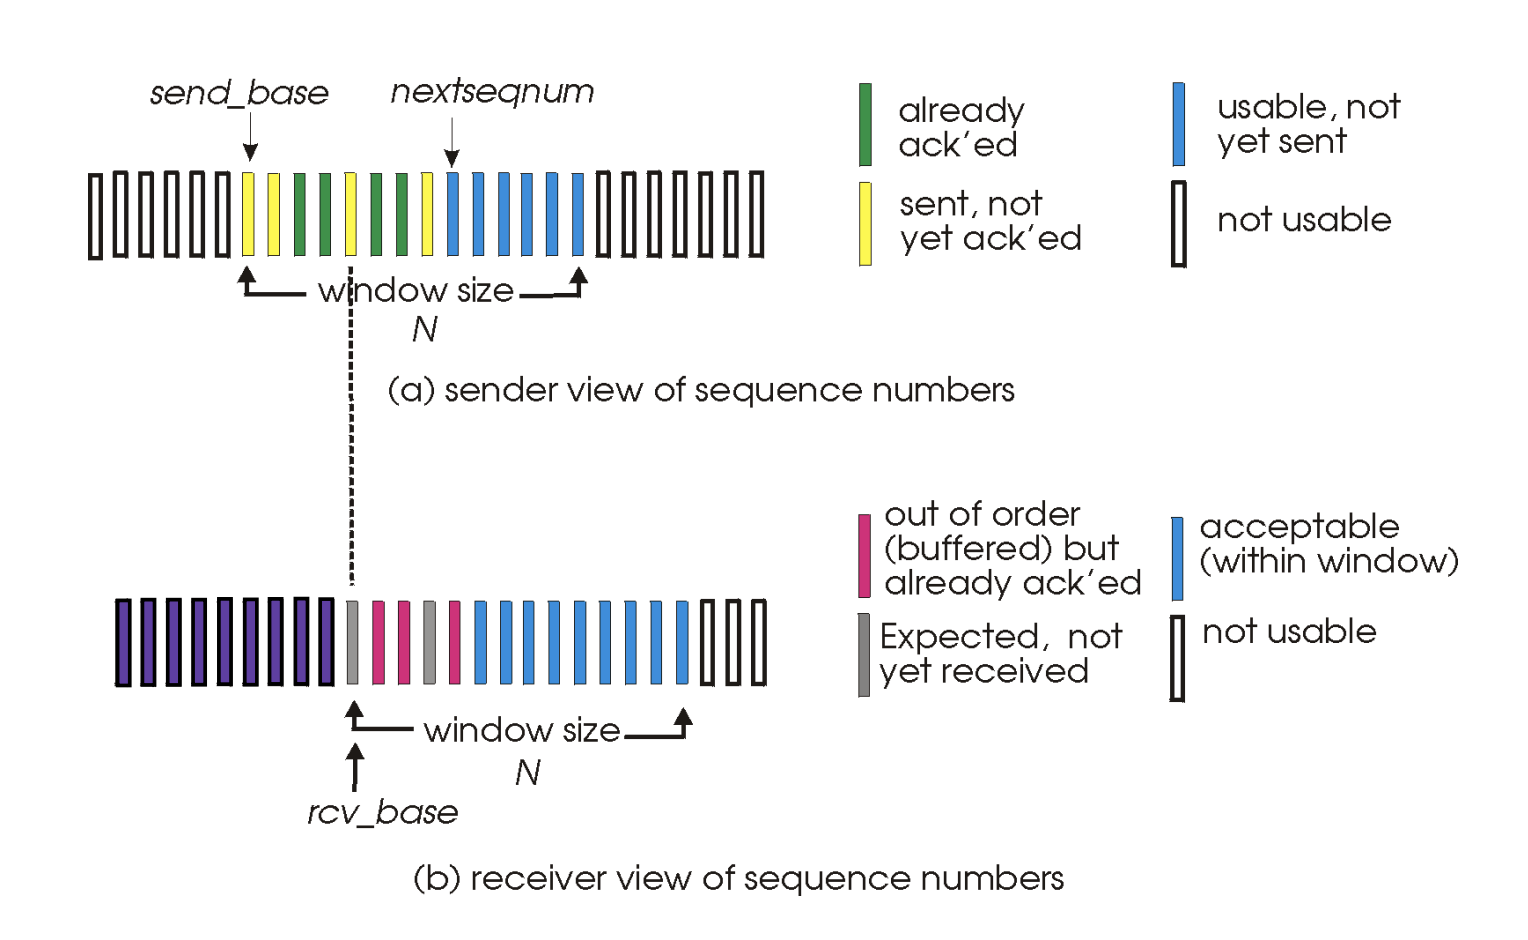 send_base
nextseqnum
already
ack'ed
usable, not
yet sent
sent, not
yet ack'ed
not usable
window size
N
(a) sender view of sequence numbers
out of order
(buffered) but
already ack'ed
acceptable
(within window)
Expected, not
yet received
not usable
window size
N
rcv_base
(b) receiver view of sequence numbers